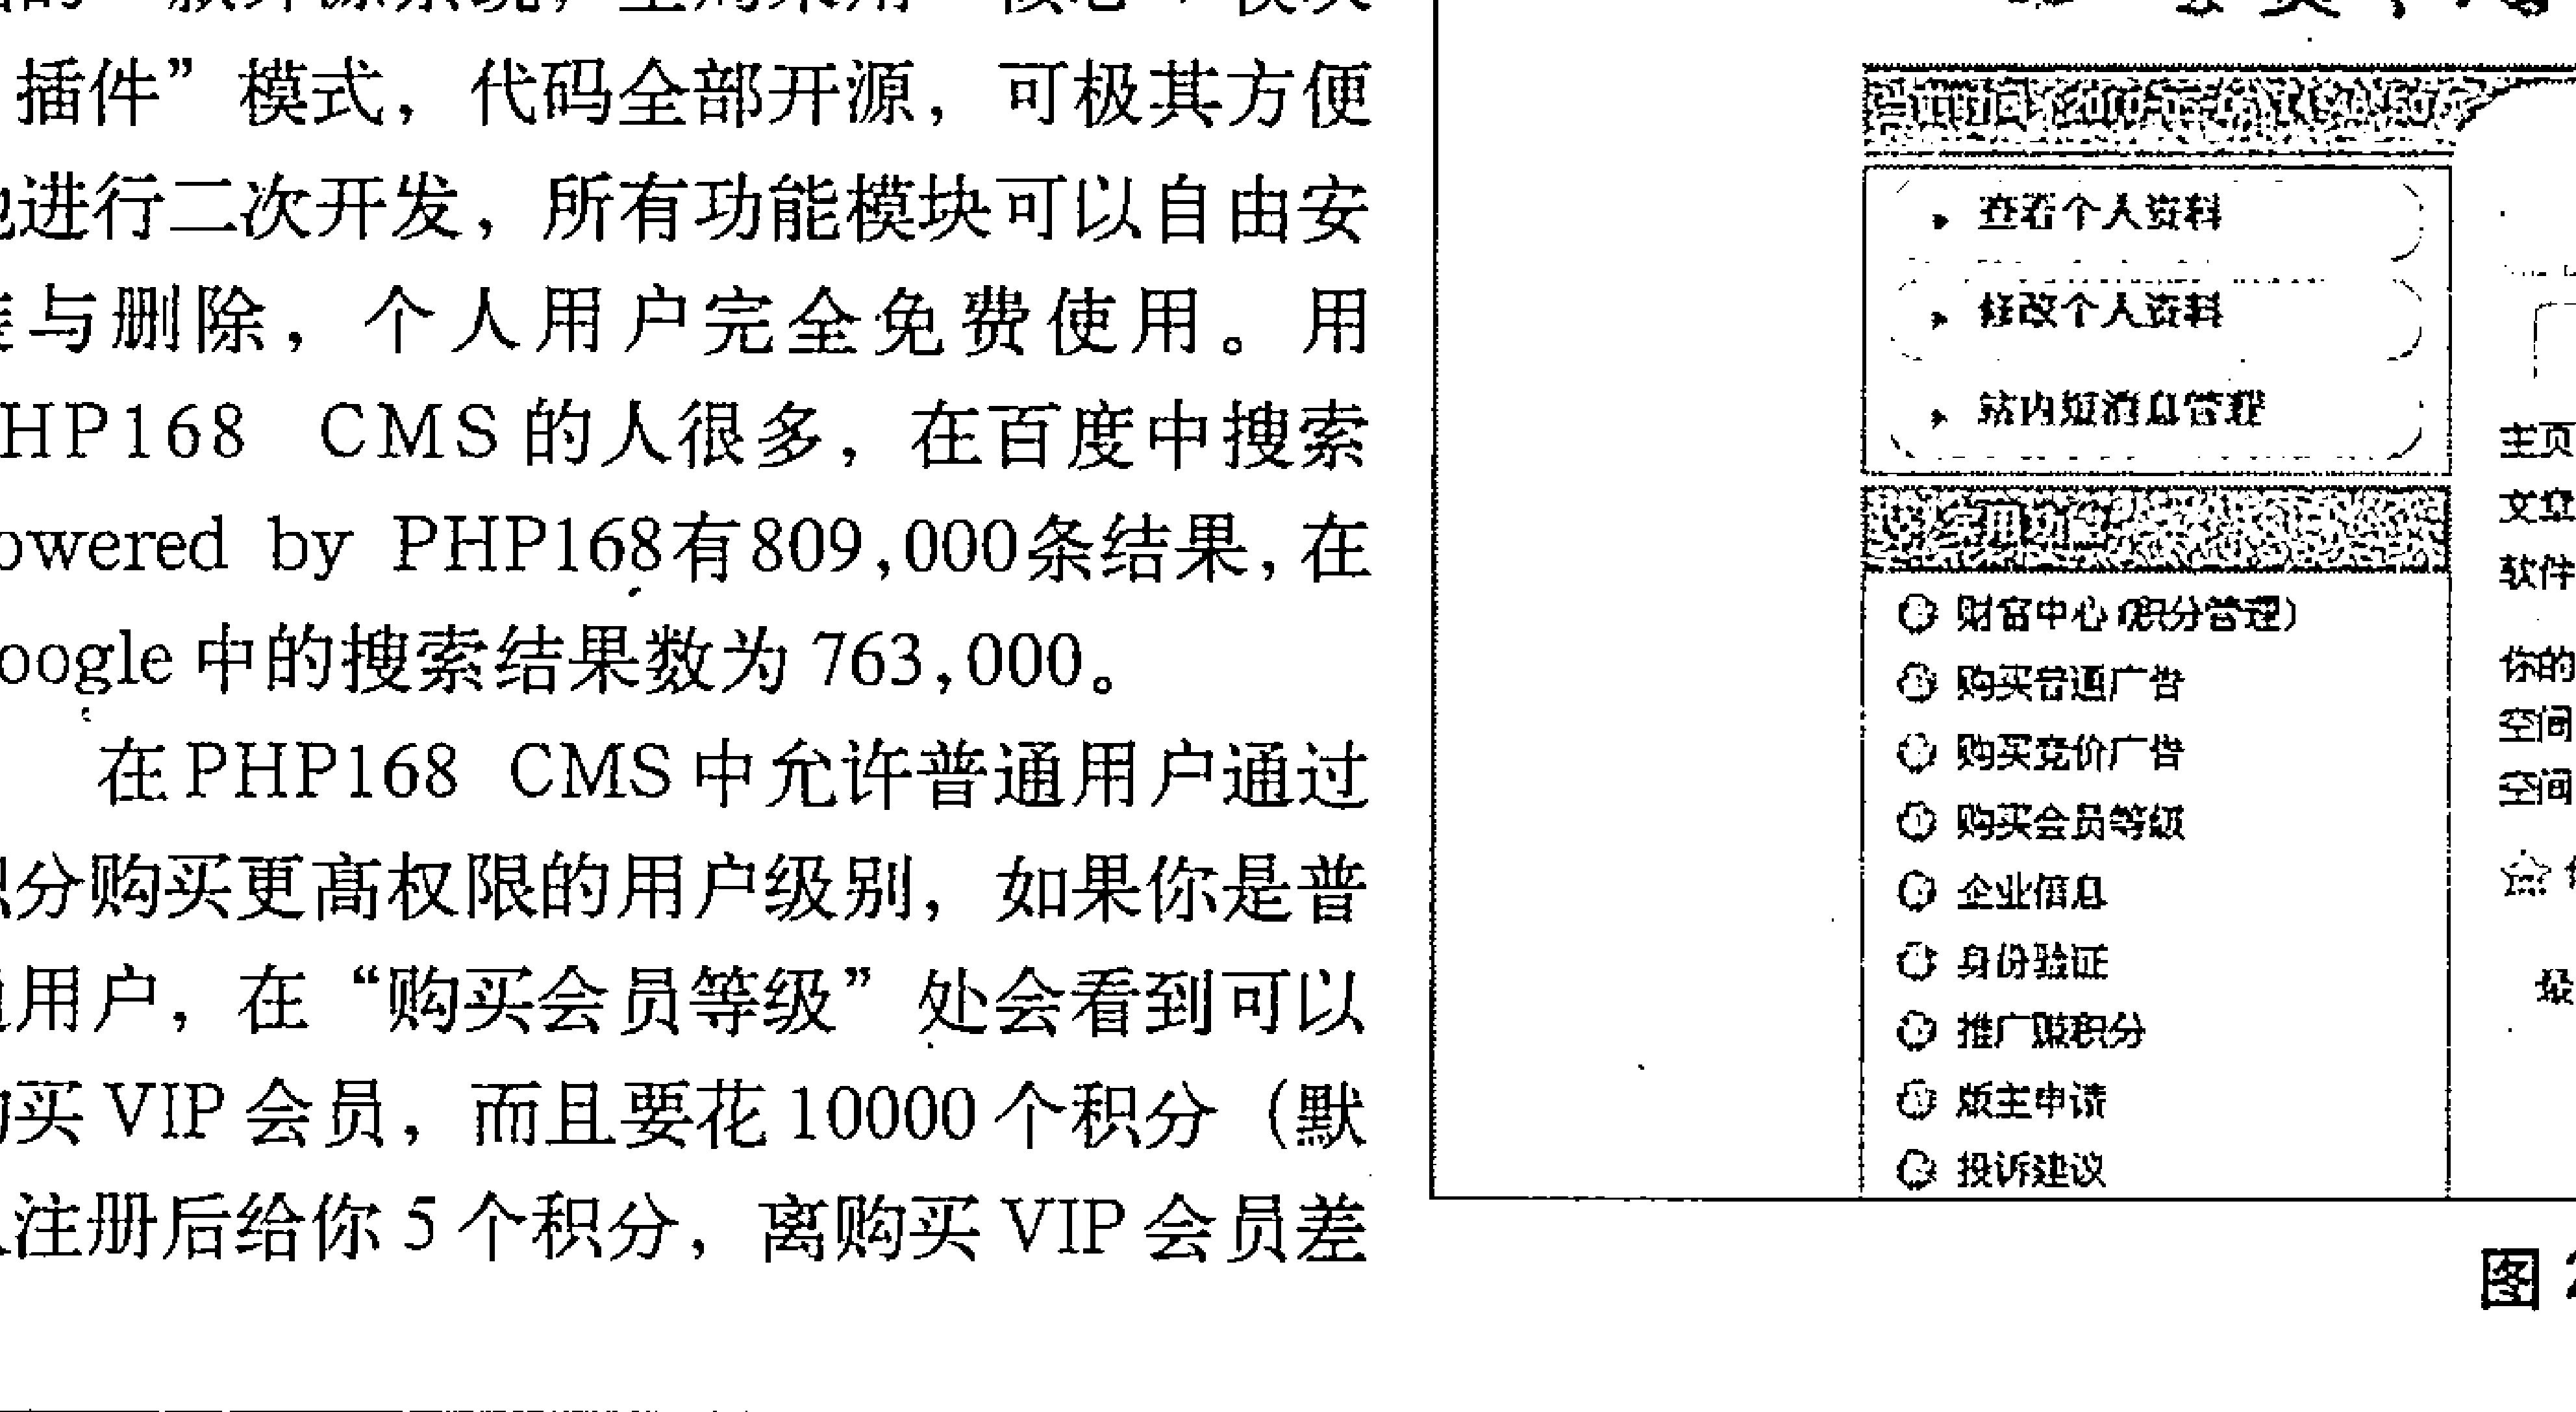 插件”模式，代码全部开源，可极其方便
进行二次开发，所有功能模块可以自由安
与删除，个人用户完全免费使用。用
HP168 CMS的人很多，在百度中搜索
owered by PHP168有809,000条结果，在
oogle中的搜索结果数为763,000。
在PHP168 CMS中允许普通用户通过
分购买更高权限的用户级别，如果你是普
用户，在“购买会员等级”处会看到可以
买VIP会员，而且要花10000个积分（默
注册后给你5个积分，离购买VIP会员差
查看个人资料
修改个人资料
站内短消息管理
财富中心(积分管理)
购买普通广告
购买竞价广告
购买会员等级
企业信息
身份验证
推广赚积分
版主申请
投诉建议
主页
文章
软件
你的
空间
空间
最
图